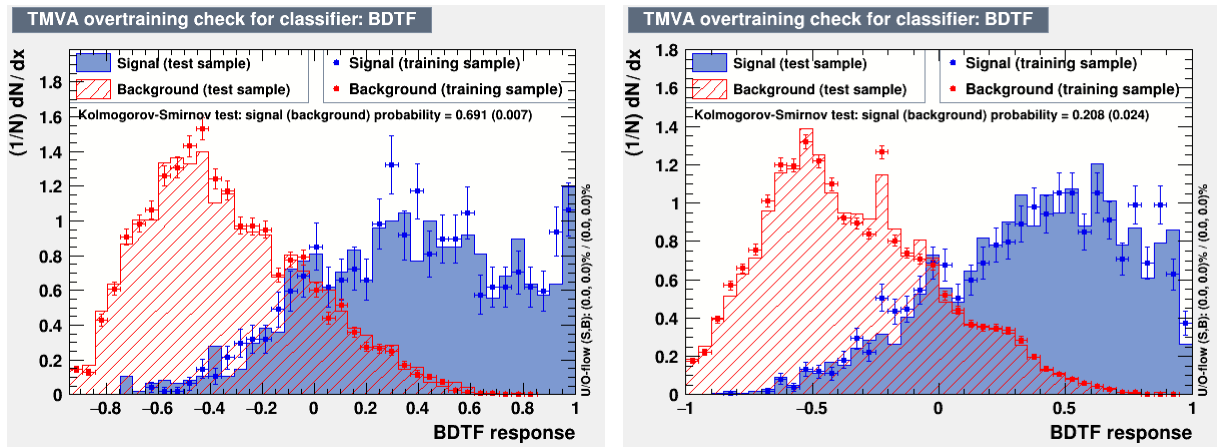 TMVA overtraining check for classifier: BDTF
(1/N) dN / dx
Signal (test sample)
Background (test sample)
Signal (training sample)
Background (training sample)
Kolmogorov-Smirnov test: signal (background) probability = 0.691 (0.007)
1.8
1.6
1.4
1.2
1
0.8
0.6
0.4
0.2
0
−0.8 −0.6 −0.4 −0.2 0 0.2 0.4 0.6 0.8 1
BDTF response
U/O-flow (S,B): (0.0, 0.0)% / (0.0, 0.0)%
TMVA overtraining check for classifier: BDTF
(1/N) dN / dx
Signal (test sample)
Background (test sample)
Signal (training sample)
Background (training sample)
Kolmogorov-Smirnov test: signal (background) probability = 0.208 (0.024)
1.8
1.6
1.4
1.2
1
0.8
0.6
0.4
0.2
0
−1 −0.5 0 0.5 1
BDTF response
U/O-flow (S,B): (0.0, 0.0)% / (0.0, 0.0)%